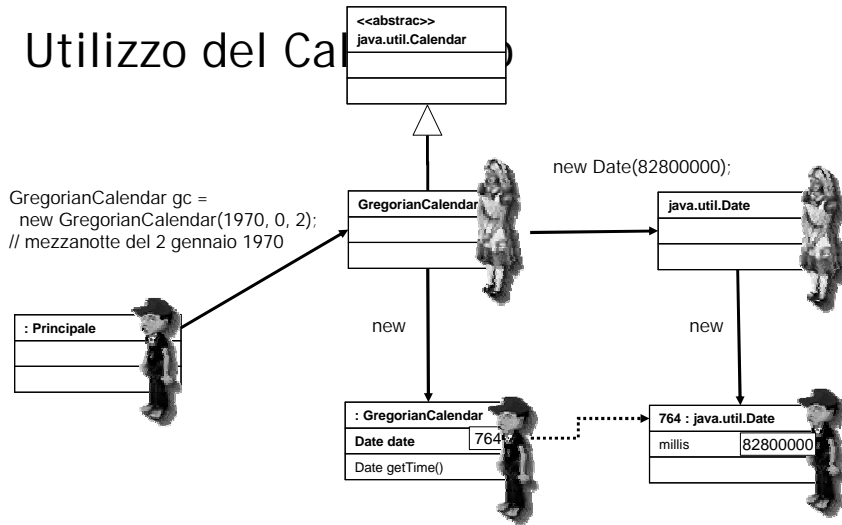 <<abstrac>>
java.util.Calendar
Utilizzo del
new Date(82800000);
GregorianCalendar gc =
new GregorianCalendar(1970, 0, 2);
// mezzanotte del 2 gennaio 1970
GregorianCalendar
java.util.Date
: Principale
new
new
: GregorianCalendar
Date date
764
Date getTime()
764 : java.util.Date
millis
82800000